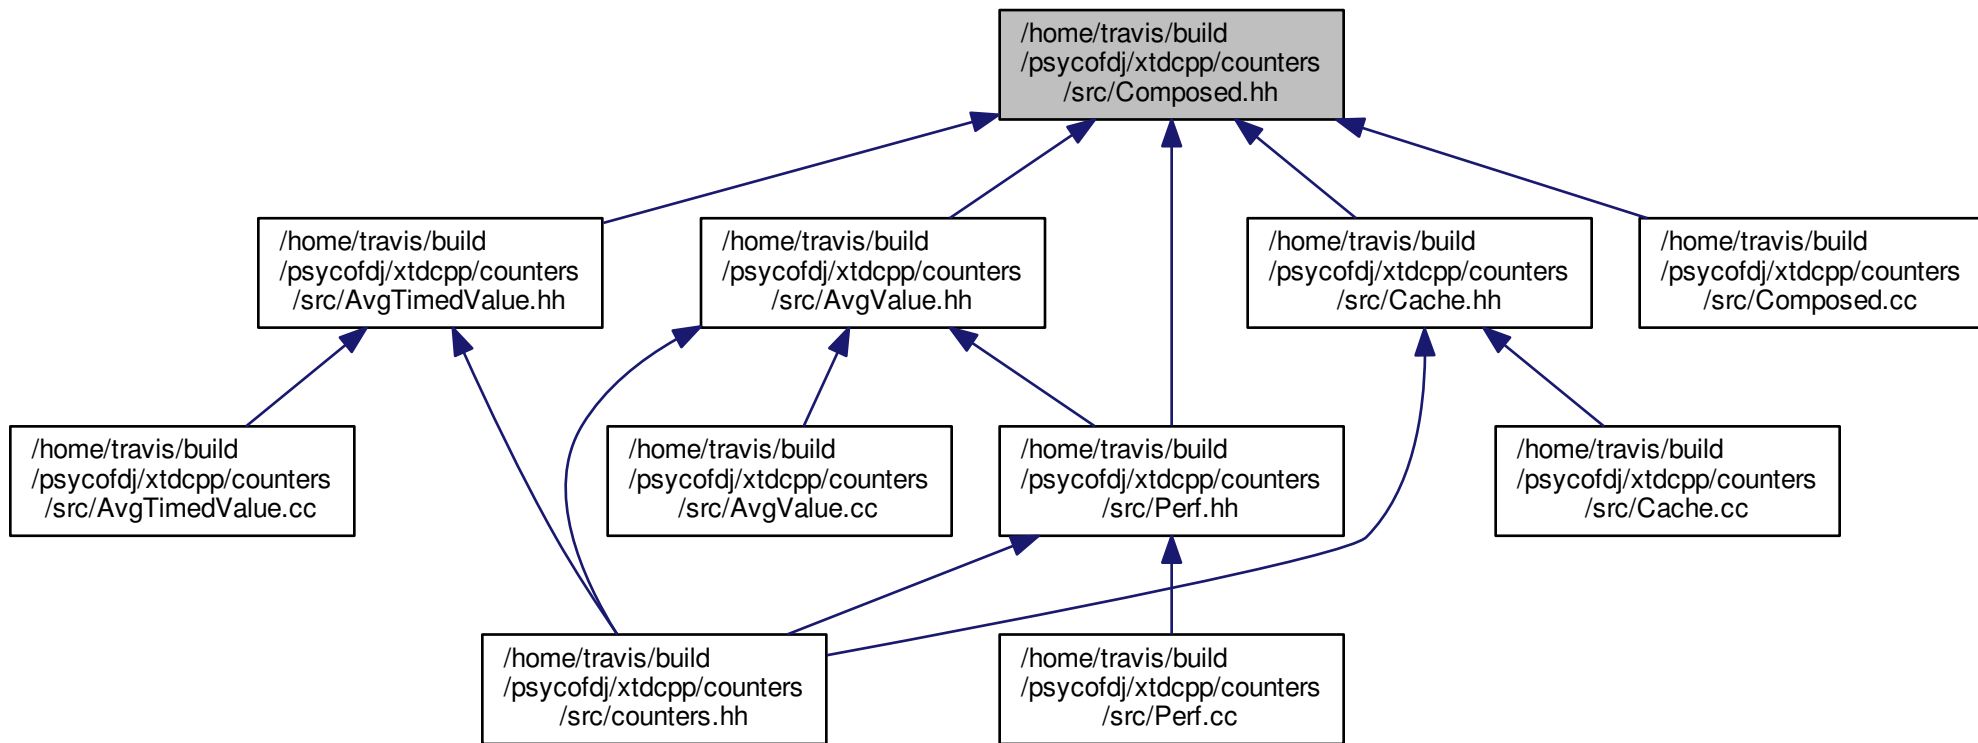 /home/travis/build
/psycofdj/xtdcpp/counters
/src/Composed.hh
/home/travis/build
/psycofdj/xtdcpp/counters
/src/AvgTimedValue.hh
/home/travis/build
/psycofdj/xtdcpp/counters
/src/AvgValue.hh
/home/travis/build
/psycofdj/xtdcpp/counters
/src/Cache.hh
/home/travis/build
/psycofdj/xtdcpp/counters
/src/Composed.cc
/home/travis/build
/psycofdj/xtdcpp/counters
/src/AvgTimedValue.cc
/home/travis/build
/psycofdj/xtdcpp/counters
/src/AvgValue.cc
/home/travis/build
/psycofdj/xtdcpp/counters
/src/Perf.hh
/home/travis/build
/psycofdj/xtdcpp/counters
/src/Cache.cc
/home/travis/build
/psycofdj/xtdcpp/counters
/src/counters.hh
/home/travis/build
/psycofdj/xtdcpp/counters
/src/Perf.cc